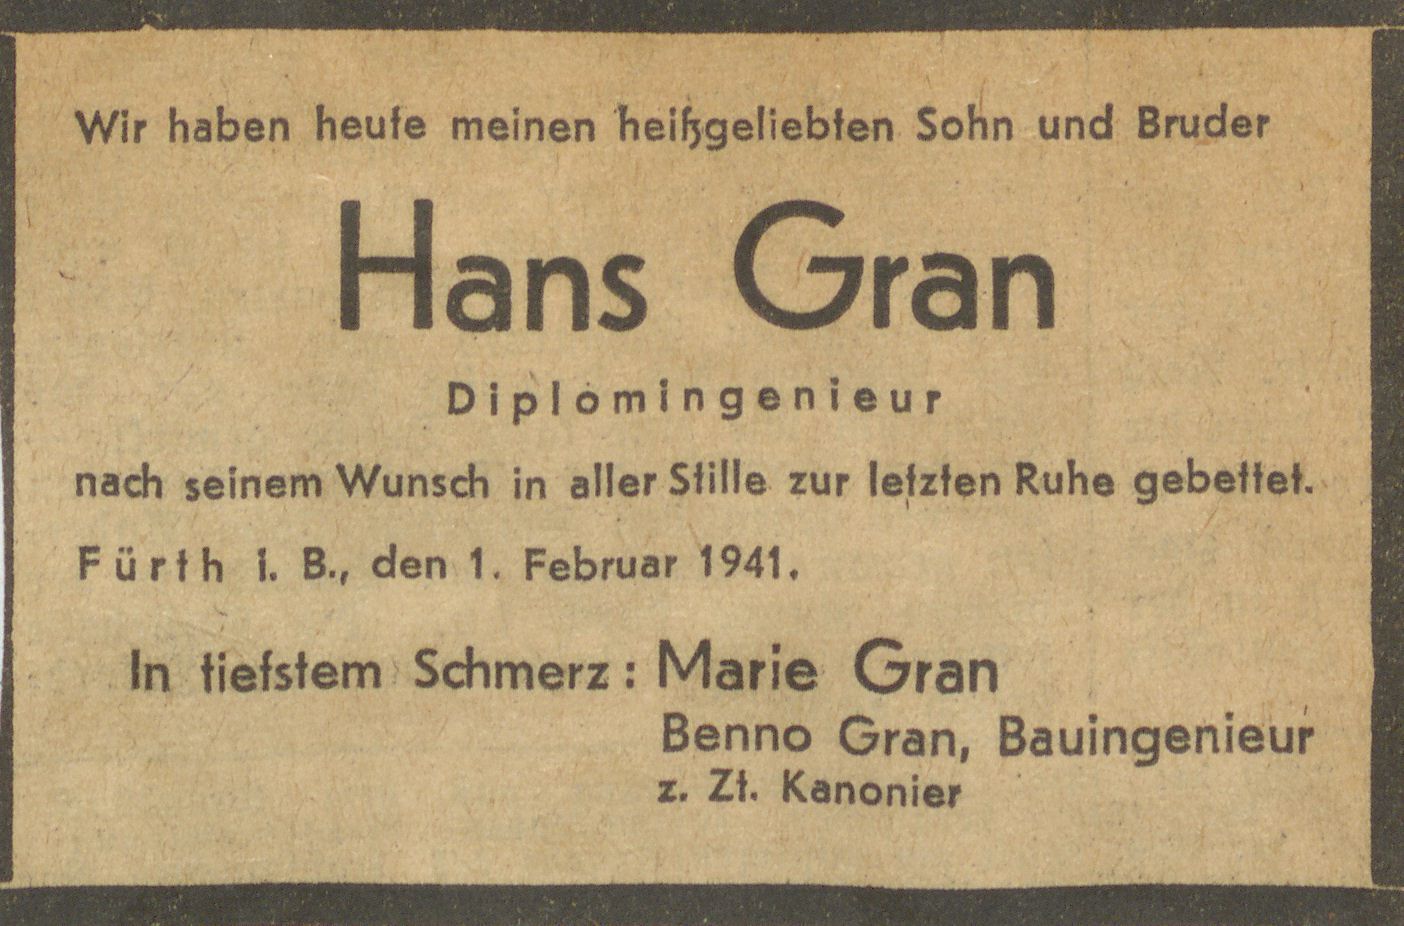 Wir haben heute meinen heißgeliebten Sohn und Bruder
Hans Gran
Diplomingenieur
nach seinem Wunsch in aller Stille zur letzten Ruhe gebettet.
Fürth i. B., den 1. Februar 1941.
In tiefstem Schmerz: Marie Gran
Benno Gran, Bauingenieur
z. Zt. Kanonier